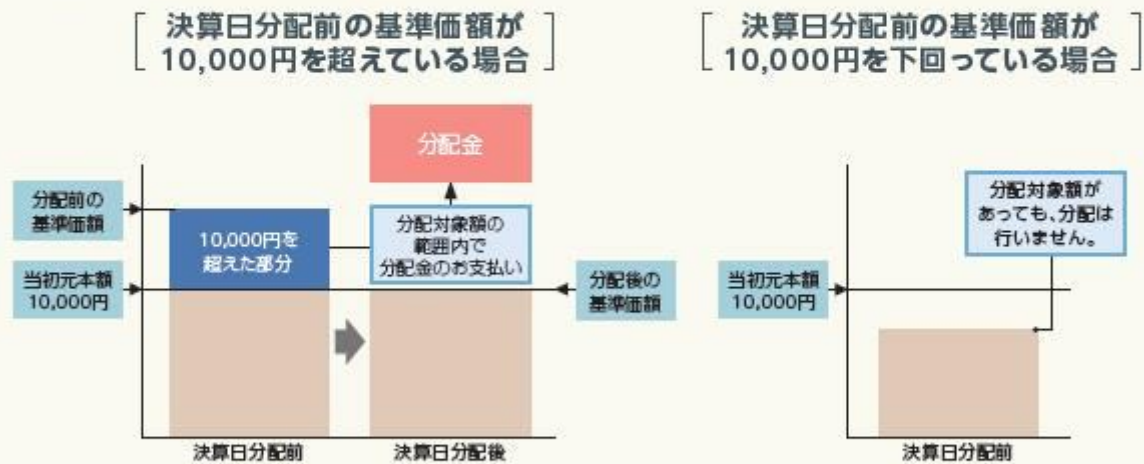 決算日分配前の基準価額が
10,000円を超えている場合
分配金
分配前の
基準価額
10,000円を
超えた部分
分配対象額の
範囲内で
分配金のお支払い
当初元本額
10,000円
分配後の
基準価額
決算日分配前
決算日分配後
決算日分配前の基準価額が
10,000円を下回っている場合
分配対象額が
あっても、分配は
行いません。
当初元本額
10,000円
決算日分配前